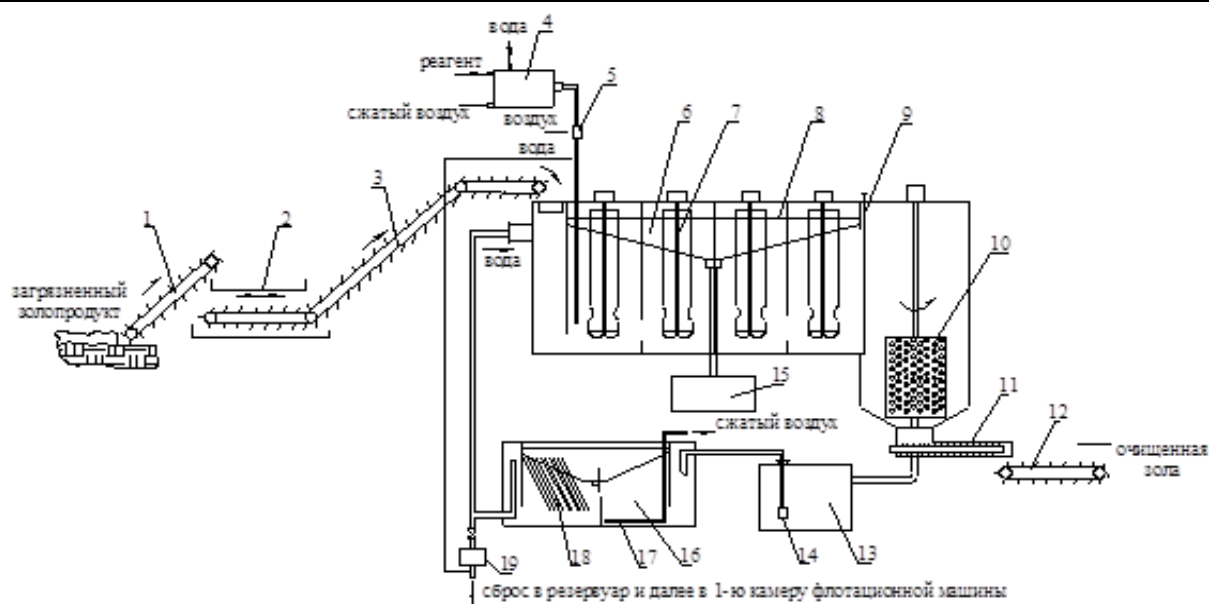 вода
4
реагент
5
сжатый воздух
воздух
6
7
8
9
вода
3
1
2
вода
10
загрязненный
золопродукт
15
11
сжатый воздух
12
очищенная
зола
18
17
16
14
13
19
сброс в резервуар и далее в 1-ю камеру флотационной машины